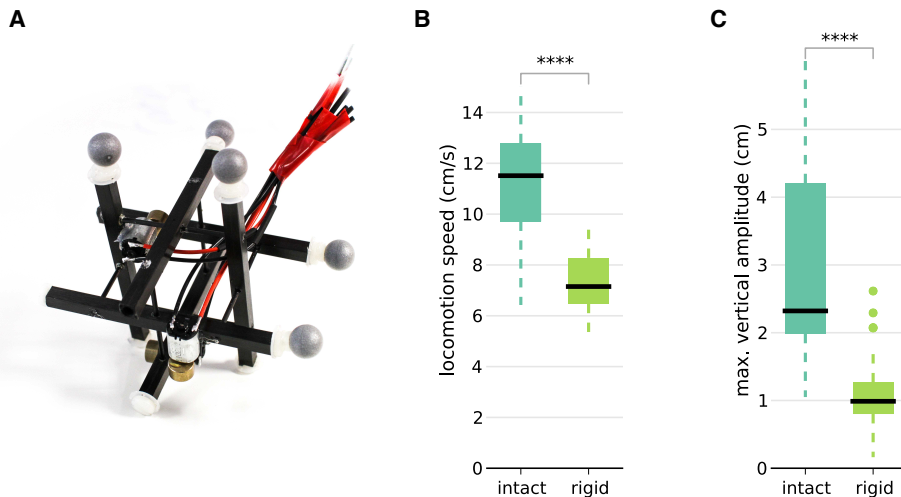 A
B
C
****
****
locomotion speed (cm/s)
14
12
10
8
6
4
2
0
intact
rigid
max. vertical amplitude (cm)
5
4
3
2
1
0
intact
rigid